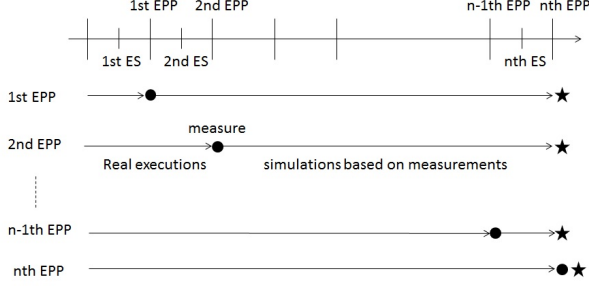 1st EPP 2nd EPP n-1th EPP nth EPP
1st ES 2nd ES nth ES
1st EPP
measure
2nd EPP
Real executions simulations based on measurements
n-1th EPP
nth EPP